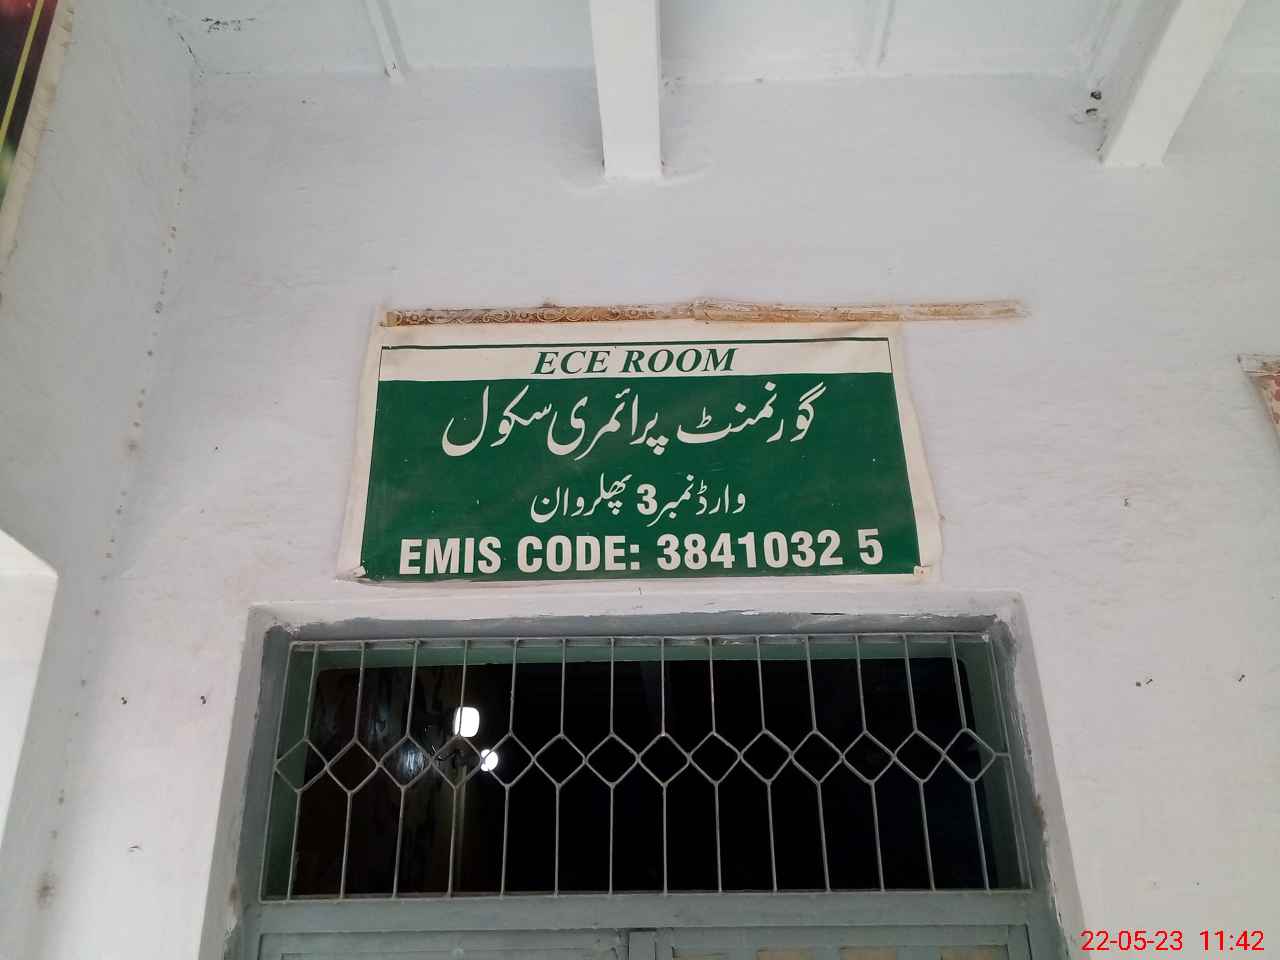 ECE ROOM
گورنمنٹ پرائمری سکول
وارڈ نمبر 3 پھلروان
EMIS CODE: 3841032 5
22-05-23 11:42